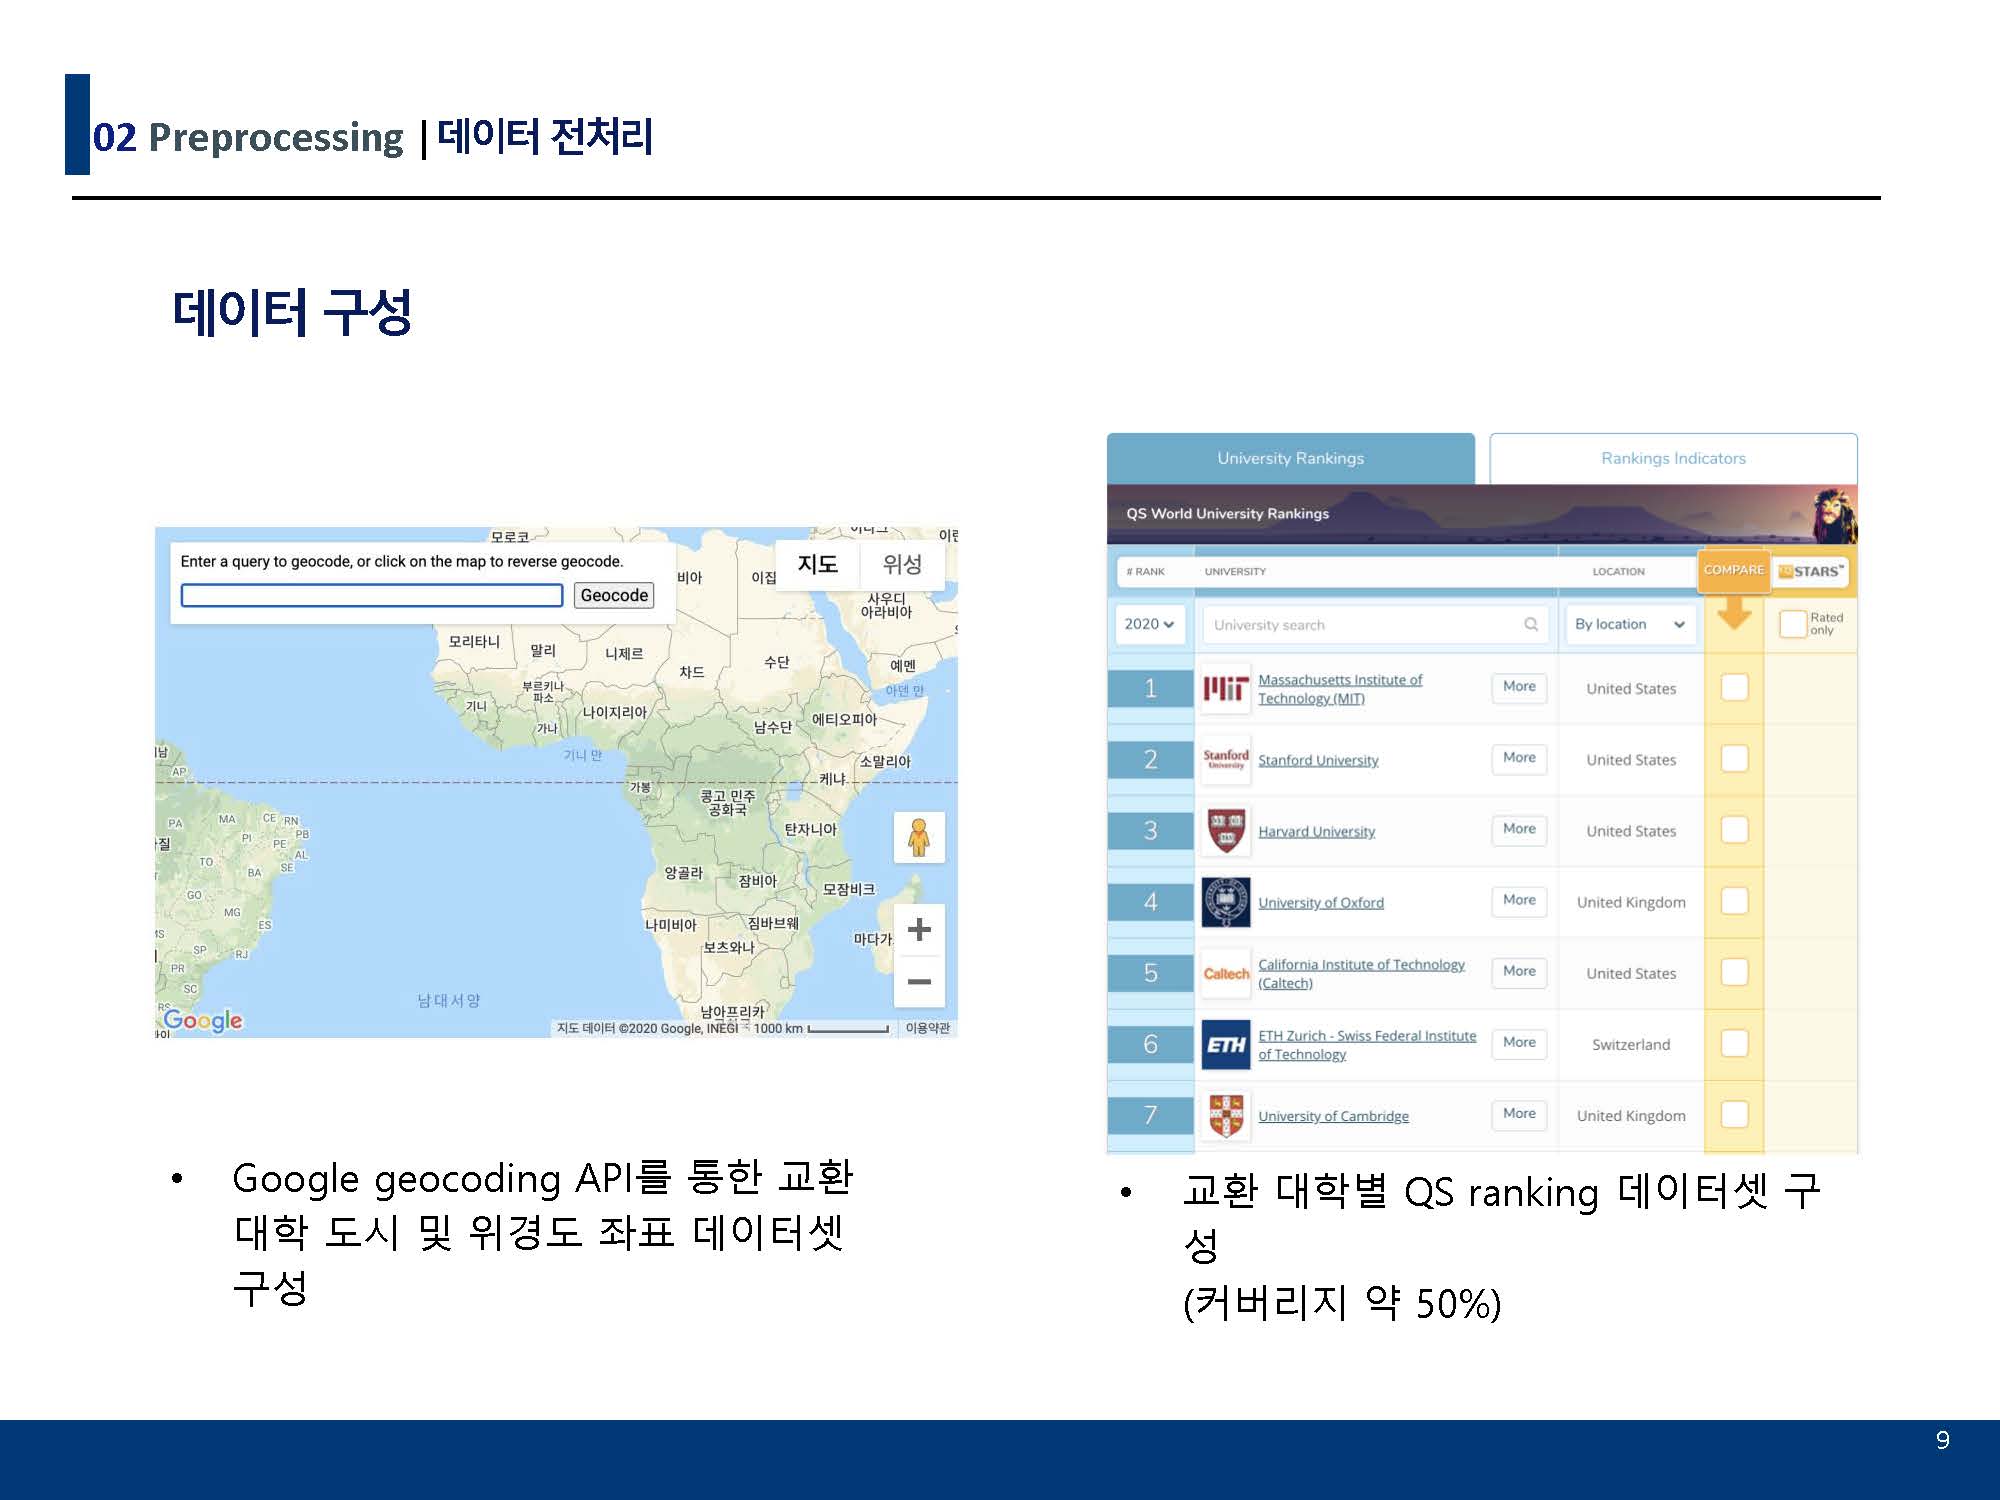 02 Preprocessing |데이터 전처리
데이터 구성
모로코
이란
Enter a query to geocode, or click on the map to reverse geocode.
Geocode
비아
이집
지도
위성
사우디
아라비아
모리타니
말리
니제르
차드
수단
예멘
아덴 만
부르키나
파소
기니
나이지리아
가나
남수단
에티오피아
기니 만
소말리아
케냐
가봉
콩고 민주
공화국
탄자니아
AP
PA
MA
CE
RN
PB
PI
PE
AL
TO
BA
SE
GO
MG
ES
MS
SP
RJ
PR
SC
RS
질
앙골라
잠비아
모잠비크
나미비아
짐바브웨
보츠와나
마다가
남대서양
남아프리카
Google
지도 데이터 ©2020 Google, INEGI
1000 km
이용약관
• Google geocoding API를 통한 교환
대학 도시 및 위경도 좌표 데이터셋
구성
University Rankings
Rankings Indicators
QS World University Rankings
# RANK
UNIVERSITY
LOCATION
COMPARE
QS STARS™
2020
University search
By location
Rated
only
1
MIT
Massachusetts Institute of
Technology (MIT)
More
United States
2
Stanford
University
Stanford University
More
United States
3
Harvard University
More
United States
4
University of Oxford
More
United Kingdom
5
Caltech
California Institute of Technology
(Caltech)
More
United States
6
ETH
ETH Zurich - Swiss Federal Institute
of Technology
More
Switzerland
7
University of Cambridge
More
United Kingdom
• 교환 대학별 QS ranking 데이터셋 구
성
(커버리지 약 50%)
9